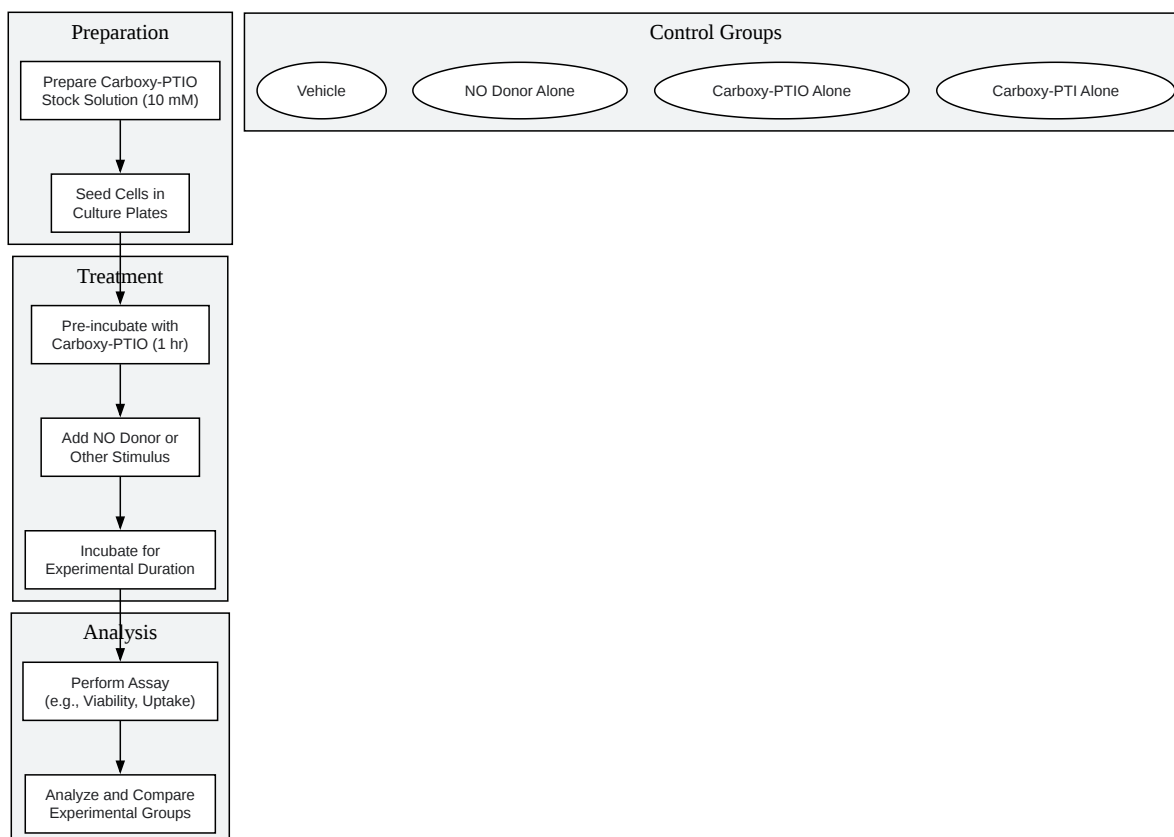 Preparation
Prepare Carboxy-PTIO
Stock Solution (10 mM)
Seed Cells in
Culture Plates
Treatment
Pre-incubate with
Carboxy-PTIO (1 hr)
Add NO Donor or
Other Stimulus
Incubate for
Experimental Duration
Analysis
Perform Assay
(e.g., Viability, Uptake)
Analyze and Compare
Experimental Groups
Control Groups
Vehicle
NO Donor Alone
Carboxy-PTIO Alone
Carboxy-PTI Alone